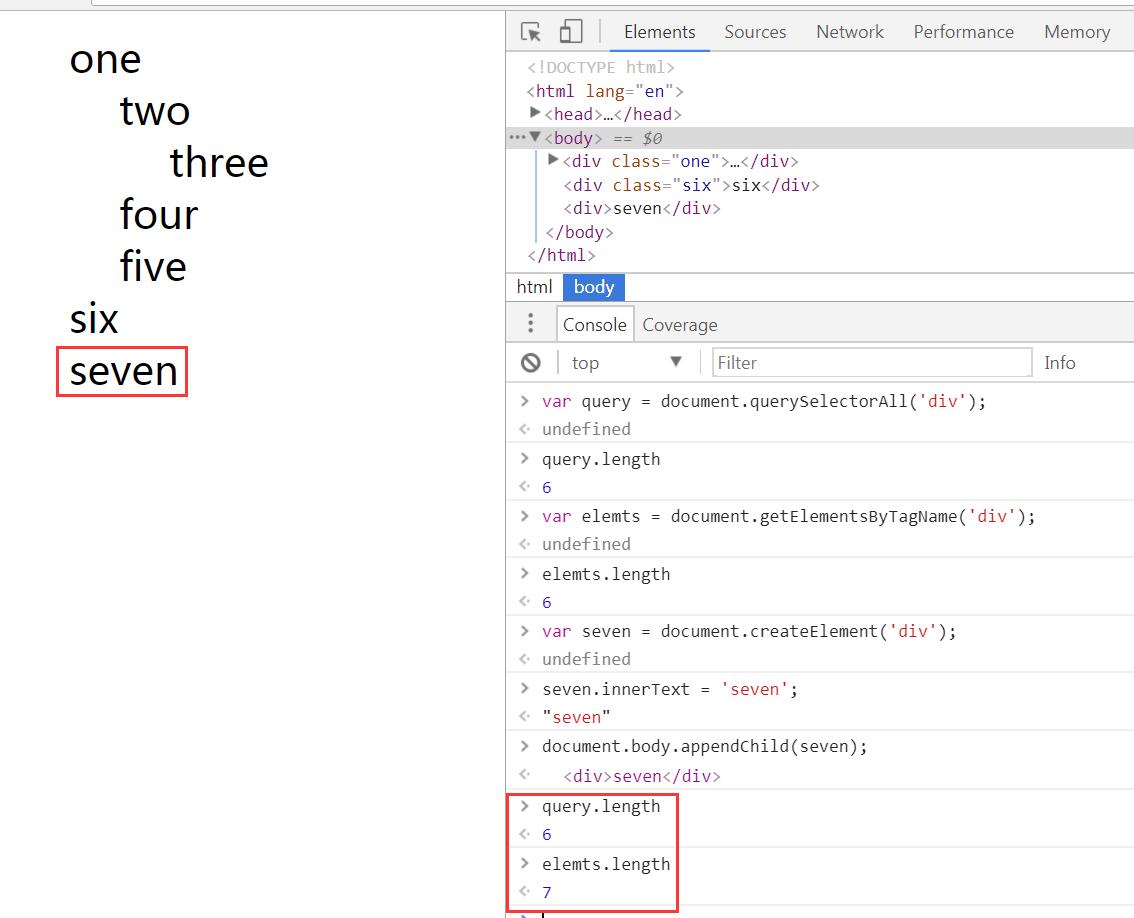 one
two
three
four
five
six
seven
Elements Sources Network Performance Memory
<!DOCTYPE html>
<html lang="en">
▶<head>…</head>
•••▼<body> == $0
▶<div class="one">…</div>
<div class="six">six</div>
<div>seven</div>
</body>
</html>
html body
Console Coverage
top ▼ Filter Info
> var query = document.querySelectorAll('div');
undefined
> query.length
6
> var elemts = document.getElementsByTagName('div');
undefined
> elemts.length
6
> var seven = document.createElement('div');
undefined
> seven.innerText = 'seven';
"seven"
> document.body.appendChild(seven);
<div>seven</div>
> query.length
6
> elemts.length
7